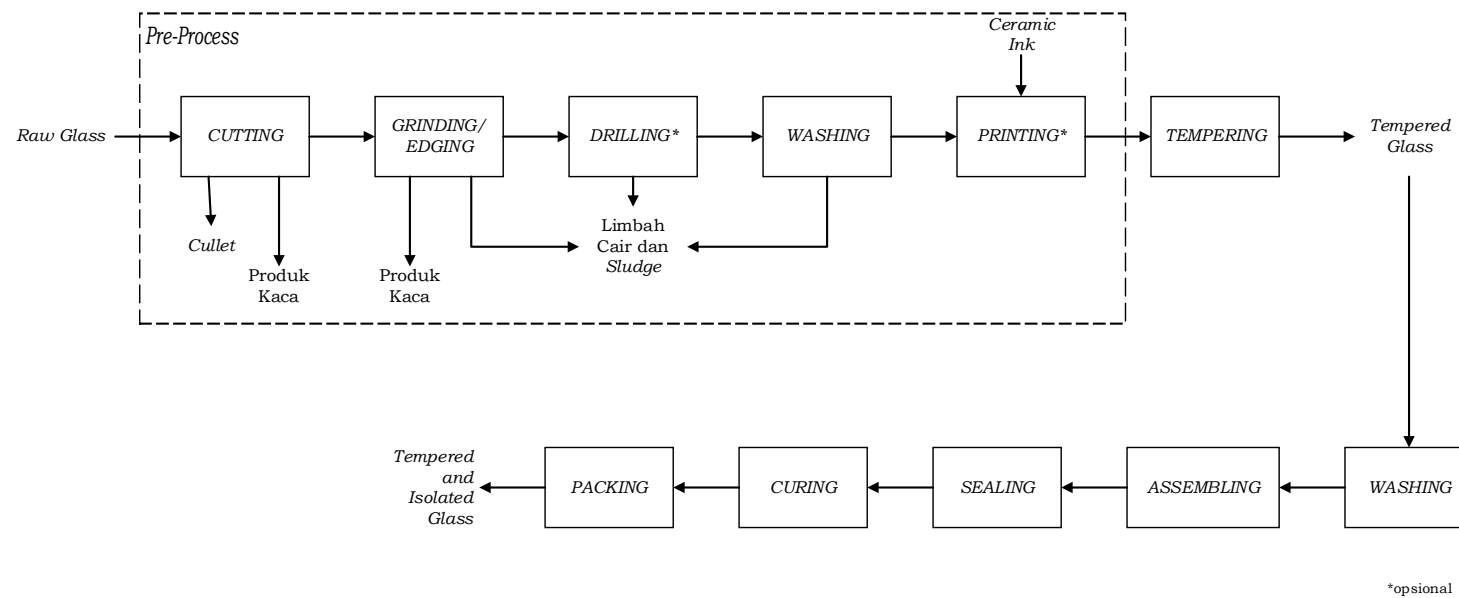 Pre-Process
Ceramic
Ink
Raw Glass
CUTTING
GRINDING/
EDGING
DRILLING*
WASHING
PRINTING*
TEMPERING
Tempered
Glass
Cullet
Produk
Kaca
Produk
Kaca
Limbah
Cair dan
Sludge
Tempered
and
Isolated
Glass
PACKING
CURING
SEALING
ASSEMBLING
WASHING
*opsional